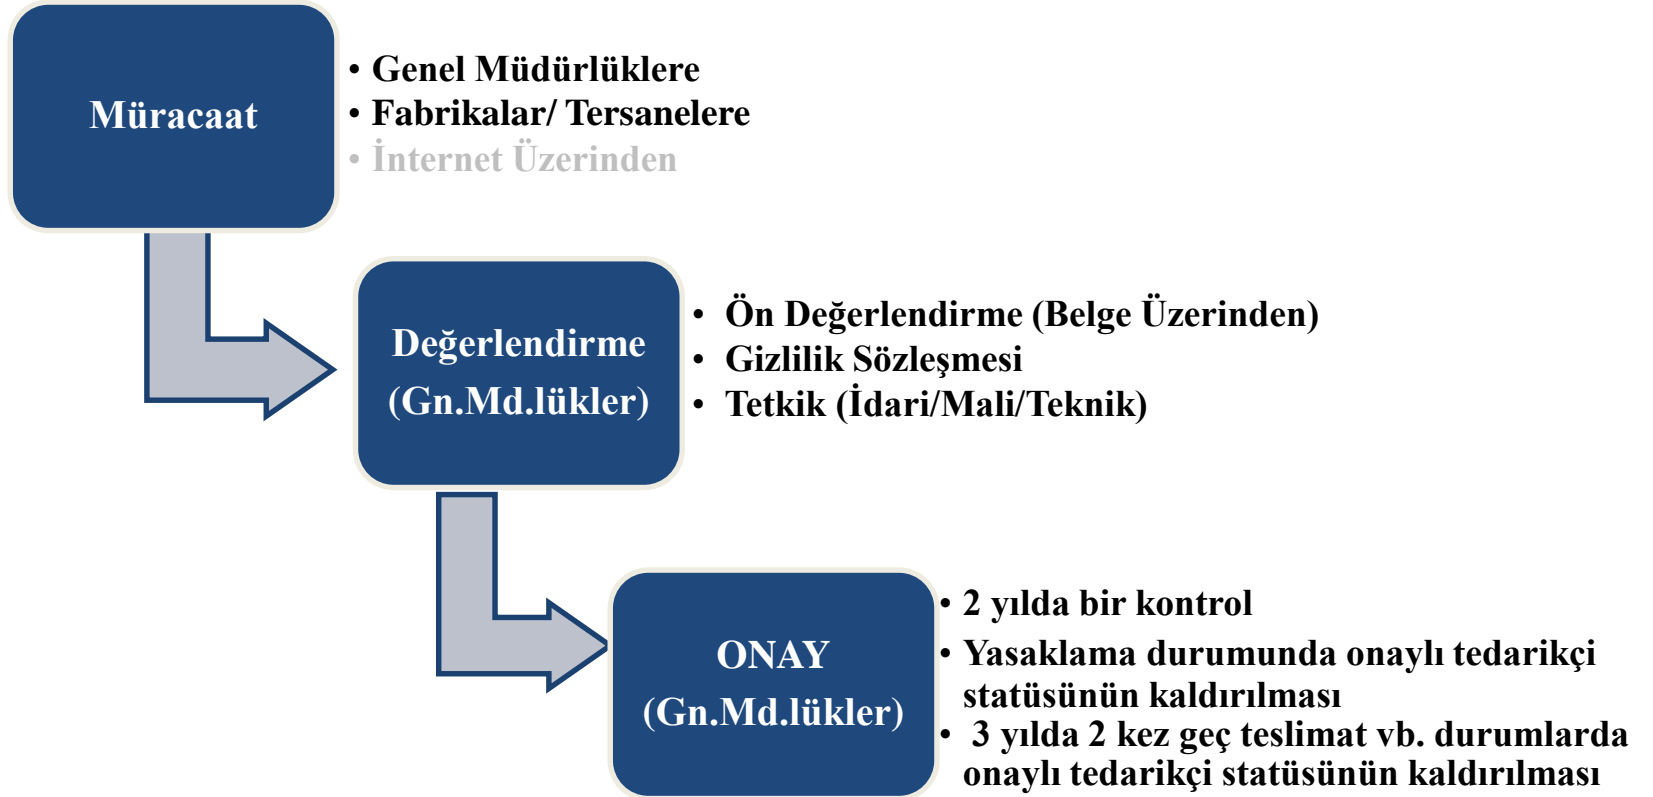 Müracaat
• Genel Müdürlüklere
• Fabrikalar/ Tersanelere
• İnternet Üzerinden
Değerlendirme
(Gn.Md.lükler)
• Ön Değerlendirme (Belge Üzerinden)
• Gizlilik Sözleşmesi
• Tetkik (İdari/Mali/Teknik)
ONAY
(Gn.Md.lükler)
• 2 yılda bir kontrol
• Yasaklama durumunda onaylı tedarikçi
statüsünün kaldırılması
• 3 yılda 2 kez geç teslimat vb. durumlarda
onaylı tedarikçi statüsünün kaldırılması